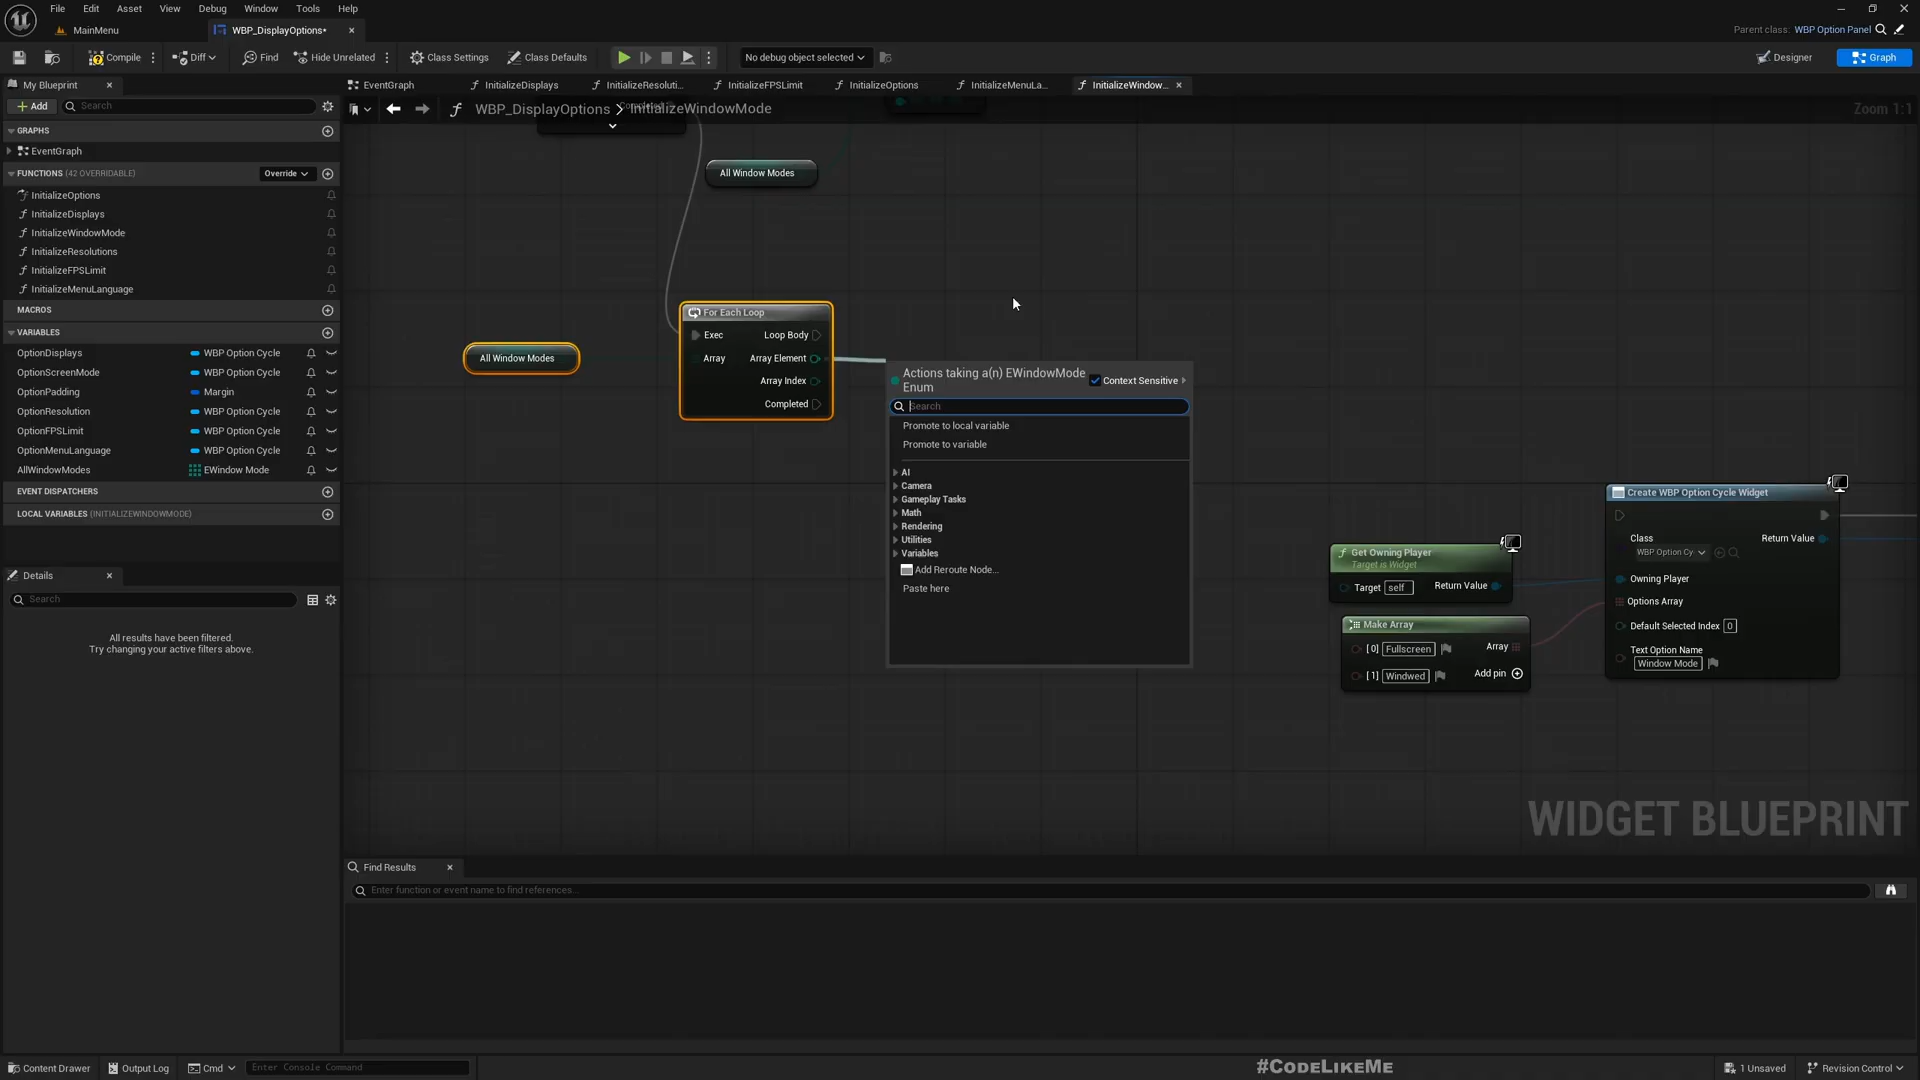 File Edit Asset View Debug Window Tools Help
MainMenu
WBP_DisplayOptions*
Parent class: WBP Option Panel
Compile
Diff
Find
Hide Unrelated
Class Settings
Class Defaults
No debug object selected
Designer
Graph
My Blueprint
EventGraph
InitializeDisplays
InitializeResoluti...
InitializeFPSLimit
InitializeOptions
InitializeMenuLa...
InitializeWindow...
Add
Search
WBP_DisplayOptions > InitializeWindowMode
Zoom 1:1
GRAPHS
EventGraph
FUNCTIONS (42 OVERRIDABLE)
Override
InitializeOptions
InitializeDisplays
InitializeWindowMode
InitializeResolutions
InitializeFPSLimit
InitializeMenuLanguage
MACROS
VARIABLES
OptionDisplays WBP Option Cycle
OptionScreenMode WBP Option Cycle
OptionPadding Margin
OptionResolution WBP Option Cycle
OptionFPSLimit WBP Option Cycle
OptionMenuLanguage WBP Option Cycle
AllWindowModes EWindow Mode
EVENT DISPATCHERS
LOCAL VARIABLES (INITIALIZEWINDOWMODE)
Details
Search
All results have been filtered.
Try changing your active filters above.
All Window Modes
All Window Modes
For Each Loop
Exec Loop Body
Array Array Element
Array Index
Completed
Actions taking a(n) EWindowMode
Enum
Context Sensitive
Search
Promote to local variable
Promote to variable
AI
Camera
Gameplay Tasks
Math
Rendering
Utilities
Variables
Add Reroute Node...
Paste here
Get Owning Player
Target is Widget
Target self Return Value
Make Array
[0] Fullscreen Array
[1] Windwed Add pin
Create WBP Option Cycle Widget
Class Return Value
WBP Option Cy
Owning Player
Options Array
Default Selected Index 0
Text Option Name
Window Mode
WIDGET BLUEPRINT
Find Results
Enter function or event name to find references...
Content Drawer
Output Log
Cmd
Enter Console Command
#CODELIKEME
1 Unsaved
Revision Control